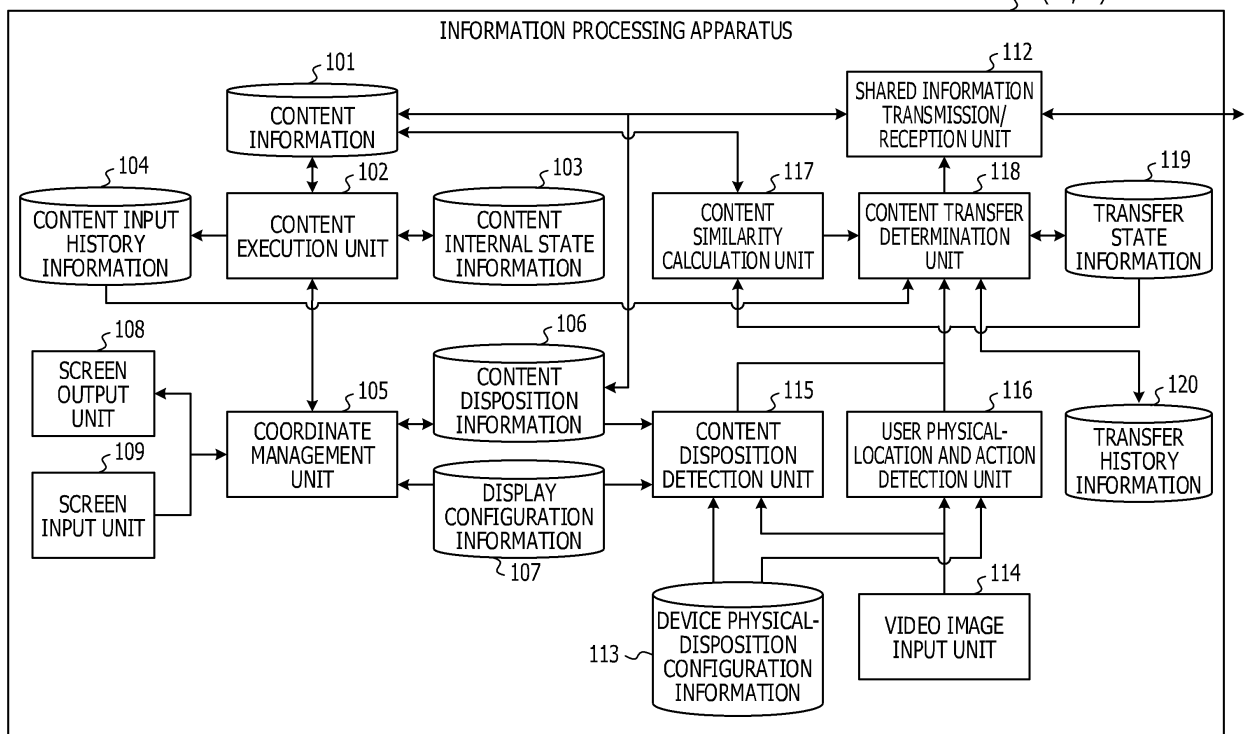 INFORMATION PROCESSING APPARATUS
101
CONTENT
INFORMATION
112
SHARED INFORMATION
TRANSMISSION/
RECEPTION UNIT
104
CONTENT INPUT
HISTORY
INFORMATION
102
CONTENT
EXECUTION UNIT
103
CONTENT
INTERNAL STATE
INFORMATION
117
CONTENT
SIMILARITY
CALCULATION UNIT
118
CONTENT TRANSFER
DETERMINATION
UNIT
119
TRANSFER
STATE
INFORMATION
108
SCREEN
OUTPUT
UNIT
109
SCREEN
INPUT UNIT
105
COORDINATE
MANAGEMENT
UNIT
106
CONTENT
DISPOSITION
INFORMATION
DISPLAY
CONFIGURATION
INFORMATION
107
115
CONTENT
DISPOSITION
DETECTION UNIT
116
USER PHYSICAL-
LOCATION AND ACTION
DETECTION UNIT
120
TRANSFER
HISTORY
INFORMATION
113
DEVICE PHYSICAL-
DISPOSITION
CONFIGURATION
INFORMATION
114
VIDEO IMAGE
INPUT UNIT